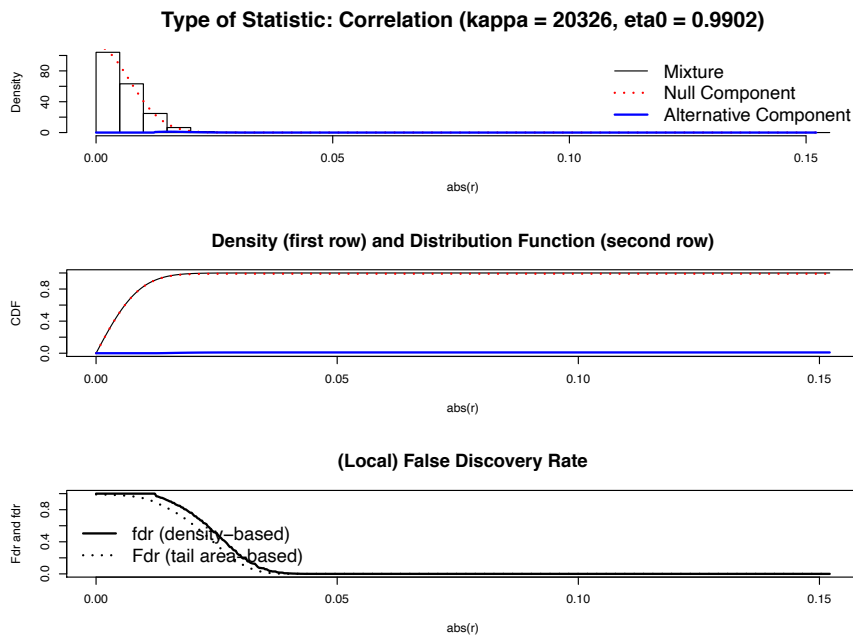 Type of Statistic: Correlation (kappa = 20326, eta0 = 0.9902)
Density
0 40 80
Mixture
Null Component
Alternative Component
0.00 0.05 0.10 0.15
abs(r)
Density (first row) and Distribution Function (second row)
CDF
0.0 0.4 0.8
0.00 0.05 0.10 0.15
abs(r)
(Local) False Discovery Rate
Fdr and fdr
0.0 0.4 0.8
fdr (density-based)
Fdr (tail area-based)
0.00 0.05 0.10 0.15
abs(r)